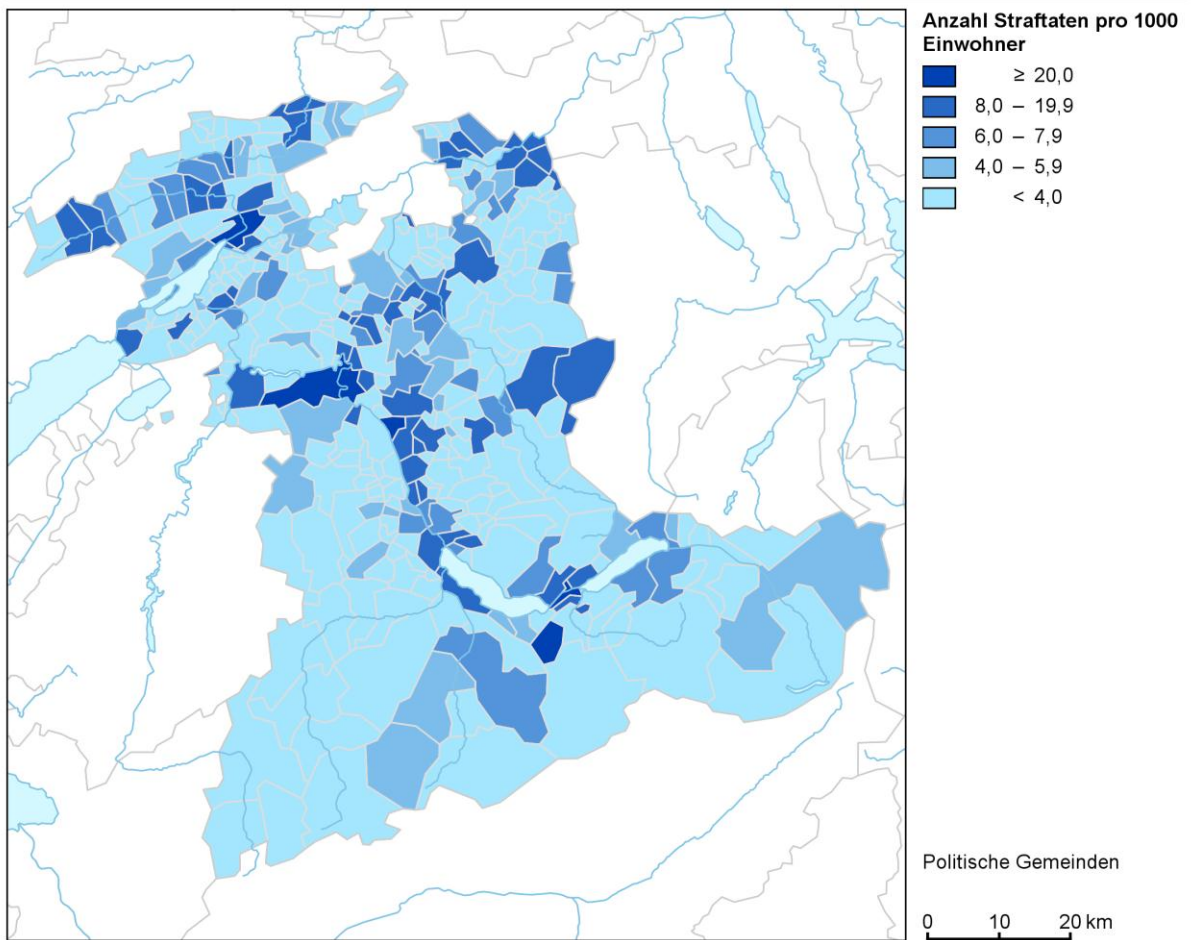 Anzahl Straftaten pro 1000
Einwohner
≥ 20,0
8,0 – 19,9
6,0 – 7,9
4,0 – 5,9
< 4,0
Politische Gemeinden
0 10 20 km